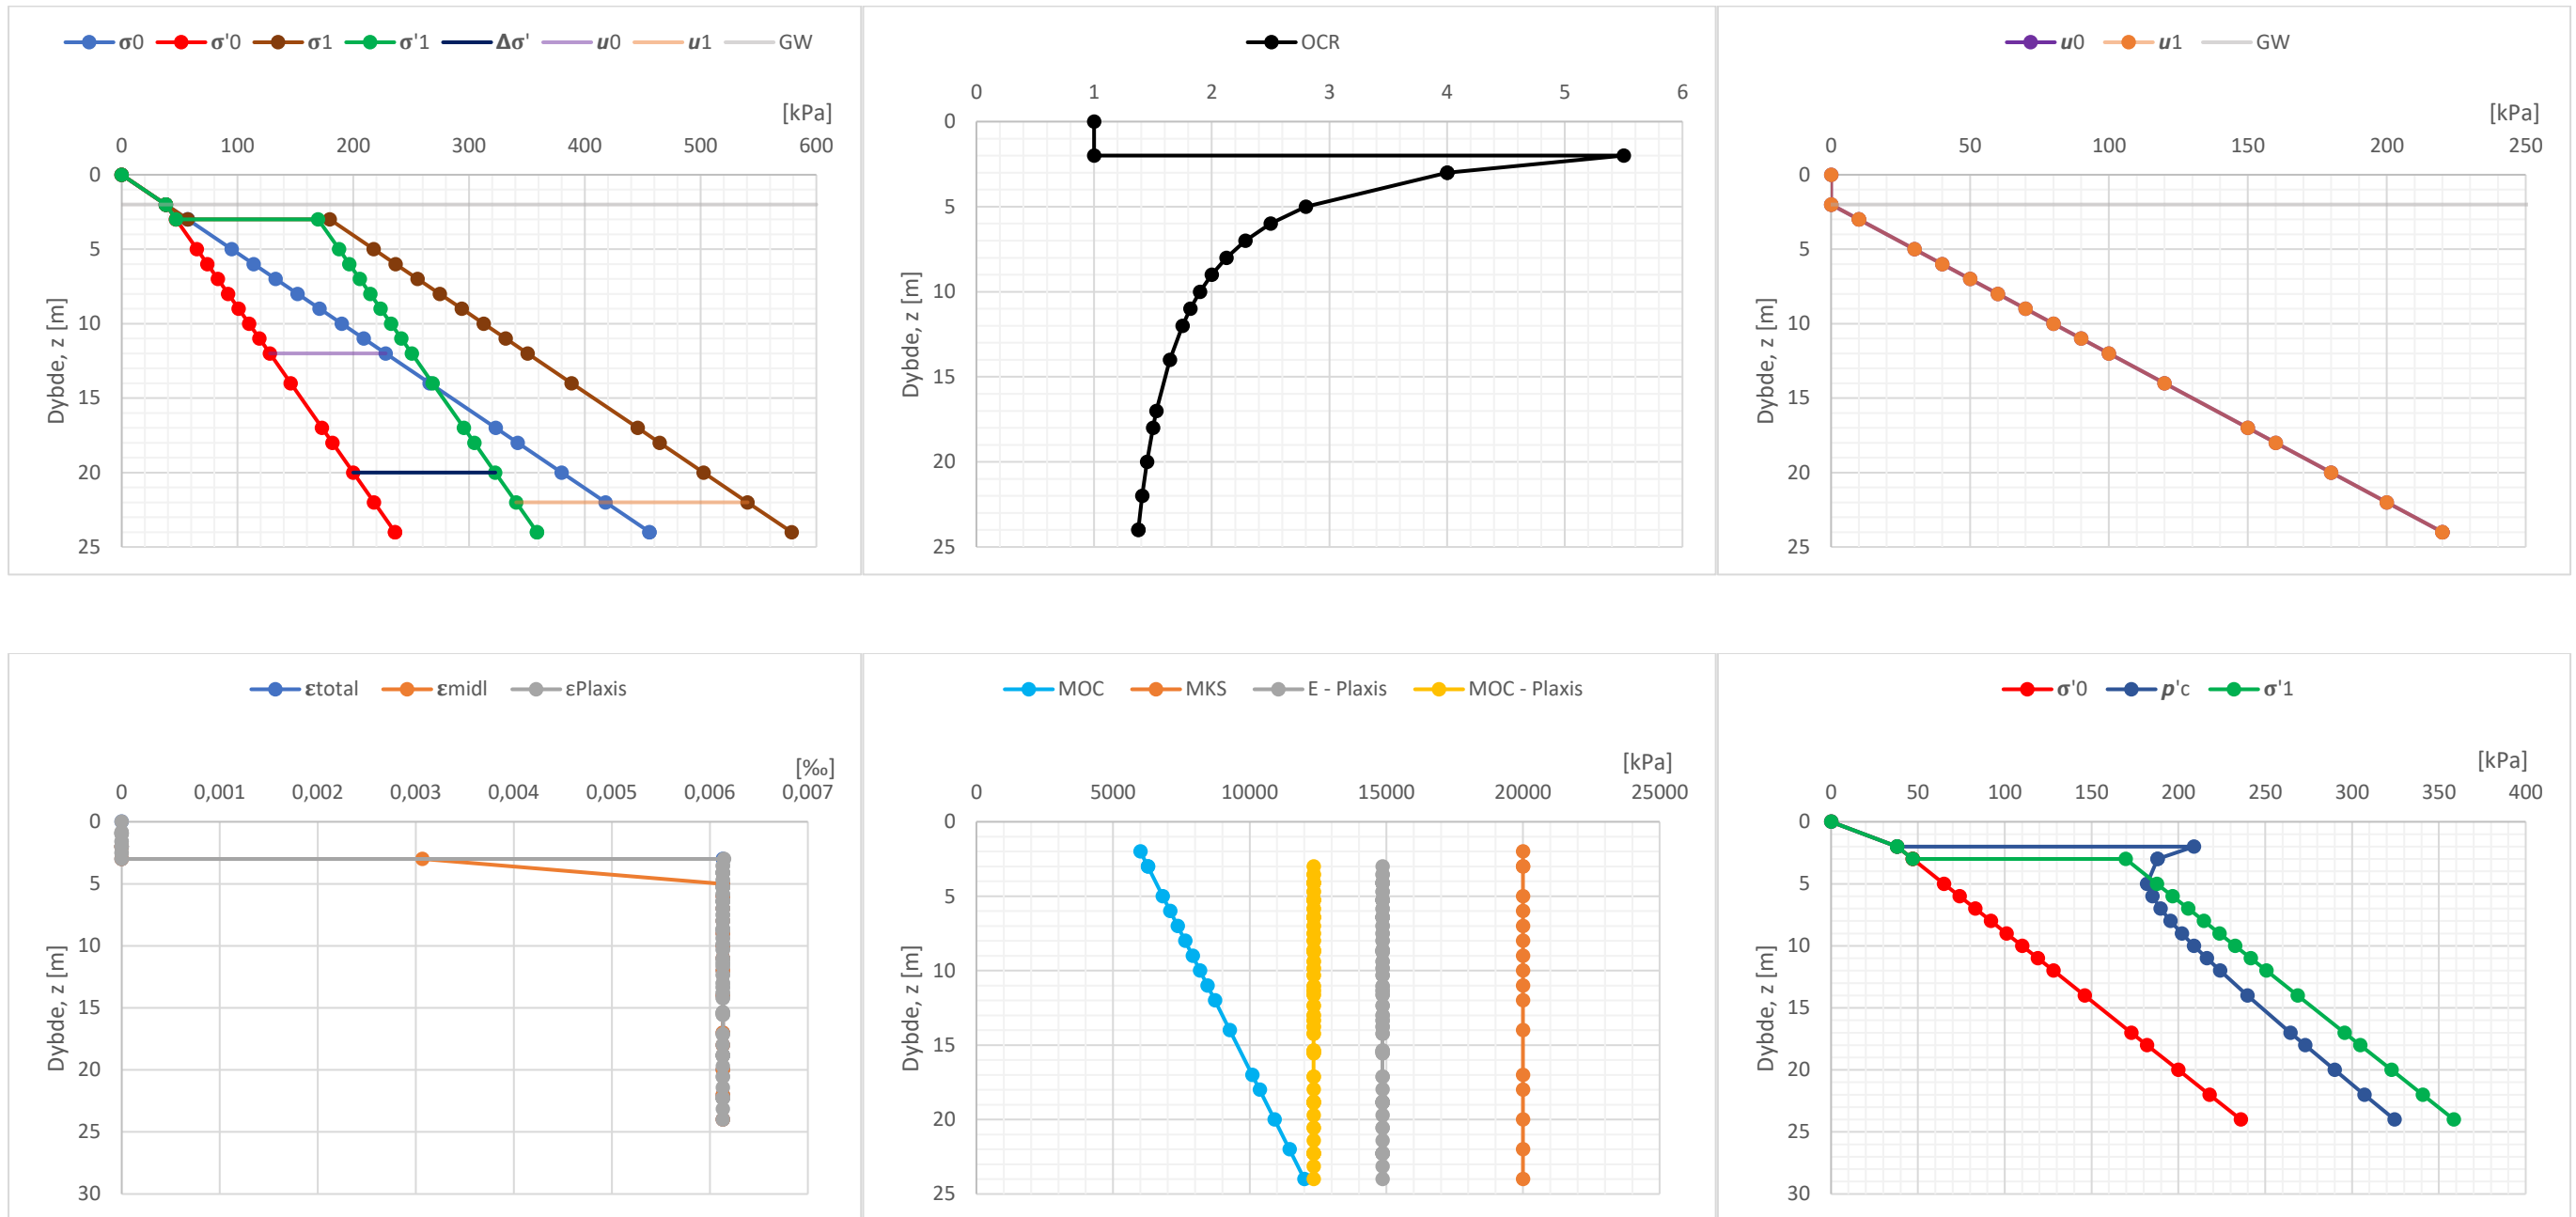 σ0 σ'0 σ1 σ'1 Δσ' u0 u1 GW
[kPa]
0 100 200 300 400 500 600
0
5
10
15
20
25
Dybde, z [m]
OCR
0 1 2 3 4 5 6
0
5
10
15
20
25
Dybde, z [m]
u0 u1 GW
[kPa]
0 50 100 150 200 250
0
5
10
15
20
25
Dybde, z [m]
εtotal εmidl εPlaxis
[‰]
0 0,001 0,002 0,003 0,004 0,005 0,006 0,007
0
5
10
15
20
25
30
Dybde, z [m]
MOC MKS E - Plaxis MOC - Plaxis
[kPa]
0 5000 10000 15000 20000 25000
0
5
10
15
20
25
Dybde, z [m]
σ'0 p'c σ'1
[kPa]
0 50 100 150 200 250 300 350 400
0
5
10
15
20
25
30
Dybde, z [m]